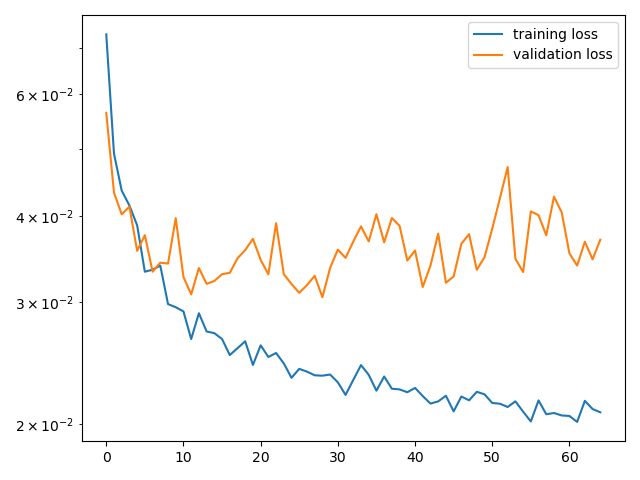 training loss
validation loss
6 × 10⁻²
4 × 10⁻²
3 × 10⁻²
2 × 10⁻²
0 10 20 30 40 50 60